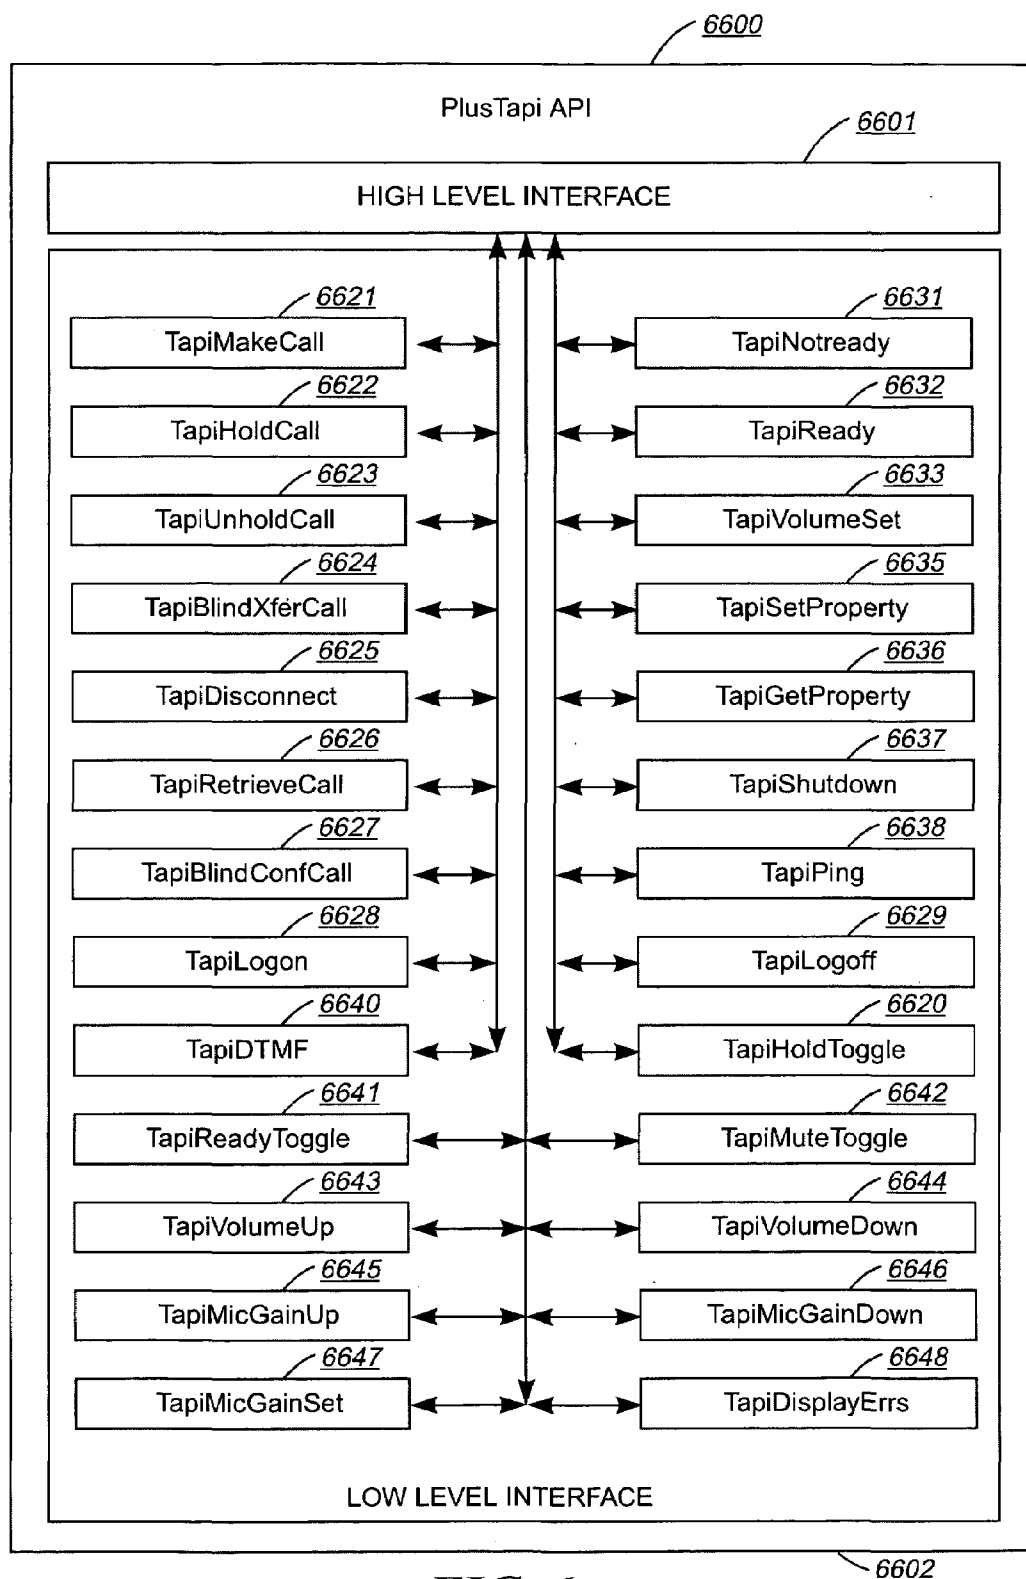 6600
PlusTapi API
6601
HIGH LEVEL INTERFACE
6621
6631
TapiMakeCall
TapiNotready
6622
6632
TapiHoldCall
TapiReady
6623
6633
TapiUnholdCall
TapiVolumeSet
6624
6635
TapiBlindXferCall
TapiSetProperty
6625
6636
TapiDisconnect
TapiGetProperty
6626
6637
TapiRetrieveCall
TapiShutdown
6627
6638
TapiBlindConfCall
TapiPing
6628
6629
TapiLogon
TapiLogoff
6640
6620
TapiDTMF
TapiHoldToggle
6641
6642
TapiReadyToggle
TapiMuteToggle
6643
6644
TapiVolumeUp
TapiVolumeDown
6645
6646
TapiMicGainUp
TapiMicGainDown
6647
6648
TapiMicGainSet
TapiDisplayErrs
LOW LEVEL INTERFACE
6602